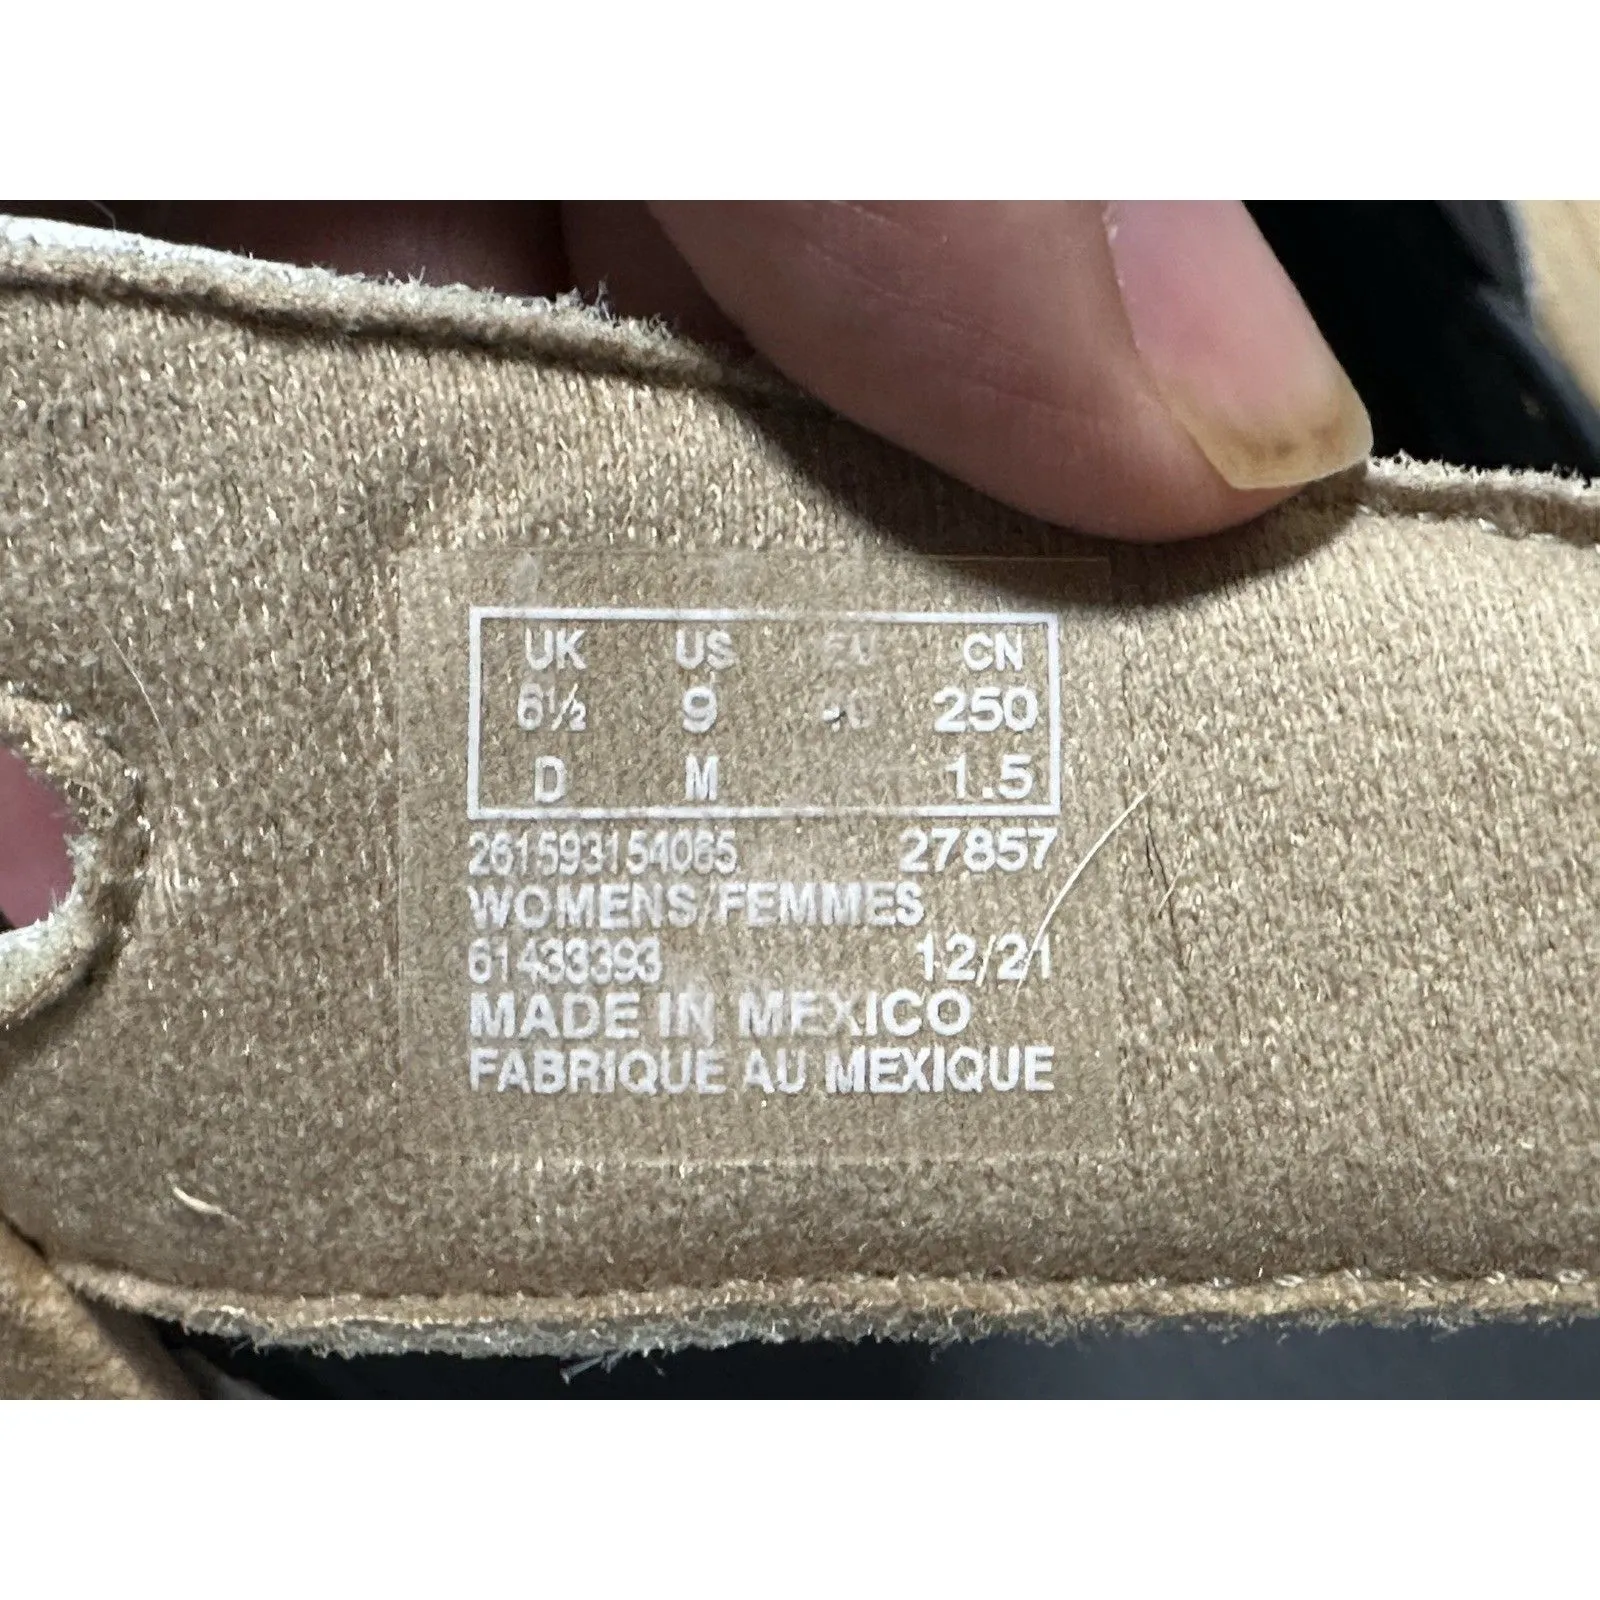 UK US EU CN
6½ 9 250
D M 1.5
261593154065 27857
WOMENS/FEMMES
61433393 12/21
MADE IN MEXICO
FABRIQUE AU MEXIQUE